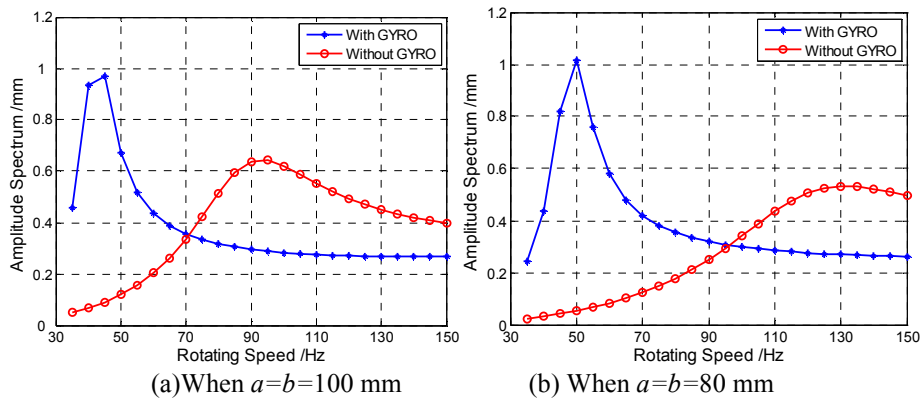 Amplitude Spectrum /mm
1.2
1
0.8
0.6
0.4
0.2
0
With GYRO
Without GYRO
30 50 70 90 110 130 150
Rotating Speed /Hz
(a)When a=b=100 mm
Amplitude Spectrum /mm
1.2
1
0.8
0.6
0.4
0.2
0
With GYRO
Without GYRO
30 50 70 90 110 130 150
Rotating Speed /Hz
(b) When a=b=80 mm